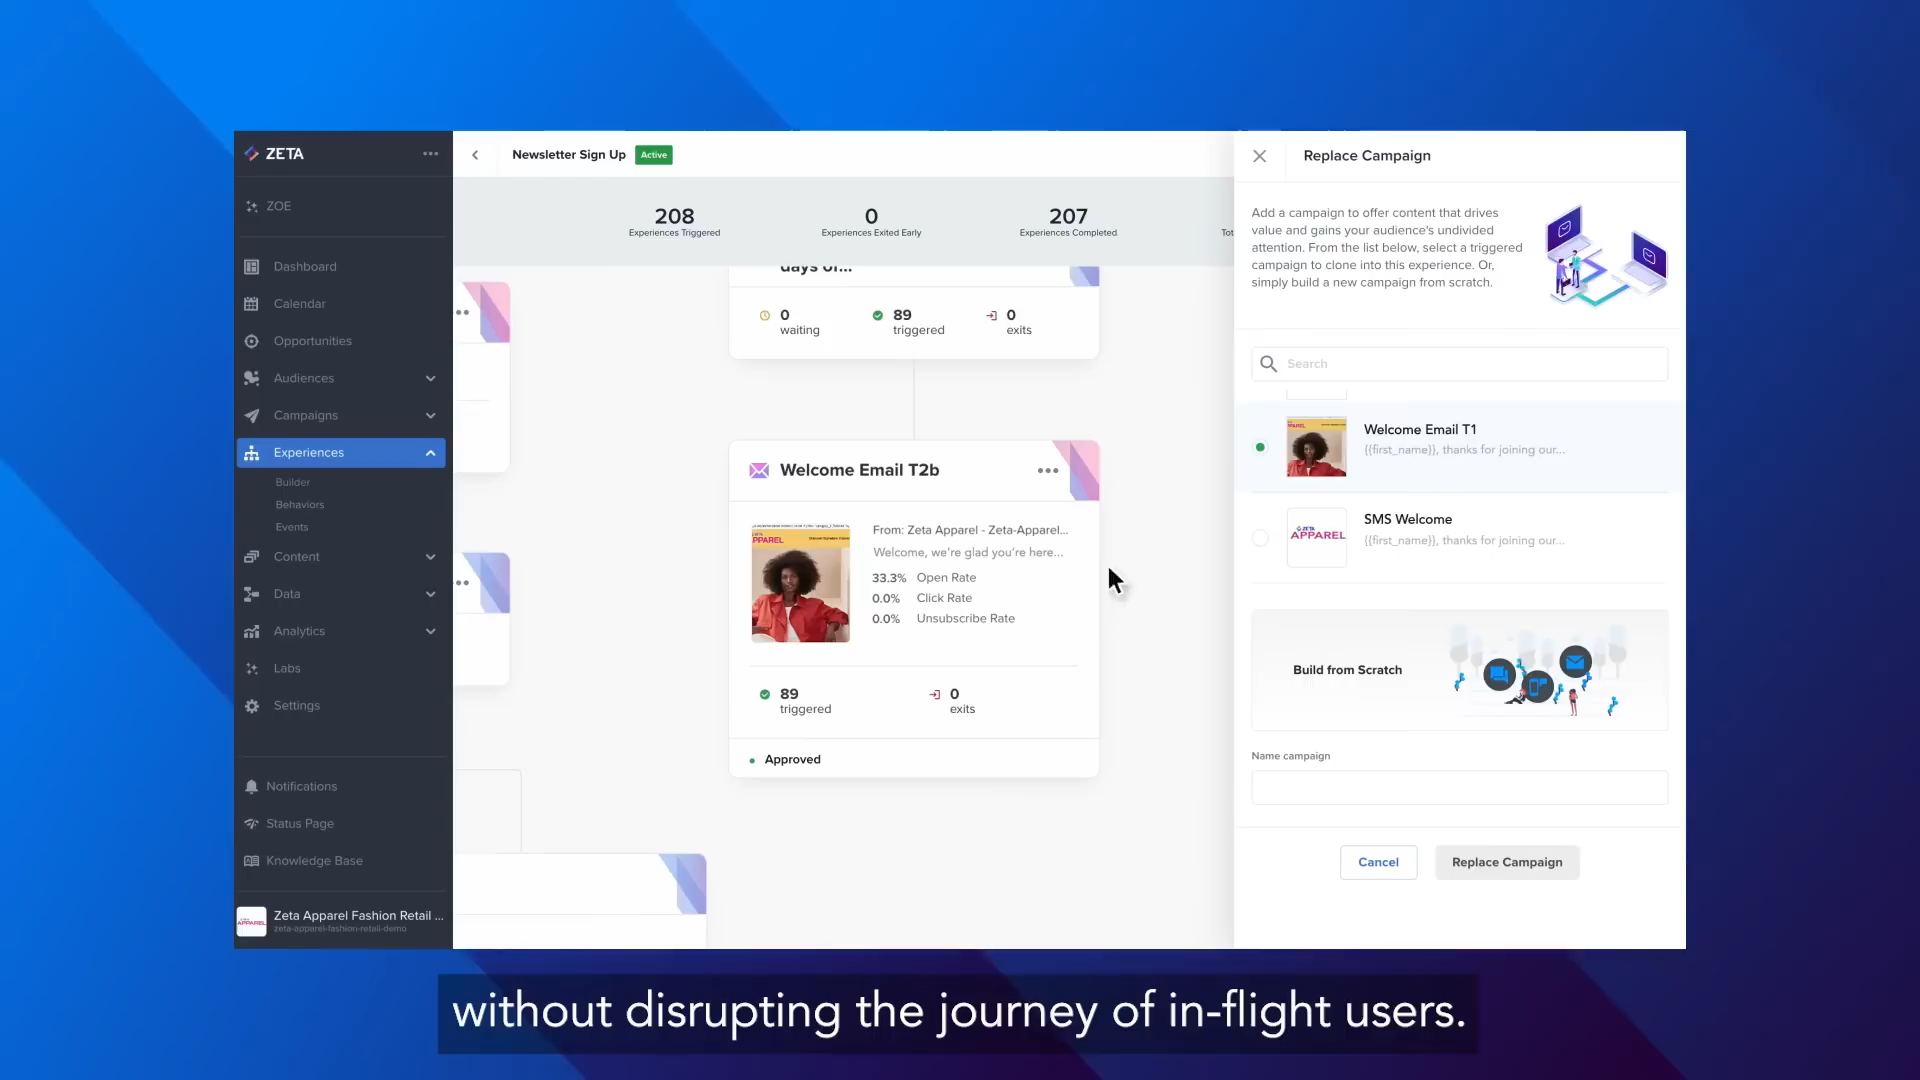 ZETA
ZOE
Dashboard
Calendar
Opportunities
Audiences
Campaigns
Experiences
Builder
Behaviors
Events
Content
Data
Analytics
Labs
Settings
Notifications
Status Page
Knowledge Base
APPAREL
Zeta Apparel Fashion Retail ...
zeta-apparel-fashion-retail-demo
Newsletter Sign Up
Active
208
Experiences Triggered
0
Experiences Exited Early
207
Experiences Completed
Tot
days of...
0
waiting
89
triggered
0
exits
Welcome Email T2b
APPAREL
From: Zeta Apparel - Zeta-Apparel...
Welcome, we're glad you're here...
33.3% Open Rate
0.0% Click Rate
0.0% Unsubscribe Rate
89
triggered
0
exits
Approved
Replace Campaign
Add a campaign to offer content that drives
value and gains your audience's undivided
attention. From the list below, select a triggered
campaign to clone into this experience. Or,
simply build a new campaign from scratch.
Search
Welcome Email T1
{{first_name}}, thanks for joining our...
ZETA
APPAREL
SMS Welcome
{{first_name}}, thanks for joining our...
Build from Scratch
Name campaign
Cancel
Replace Campaign
without disrupting the journey of in-flight users.